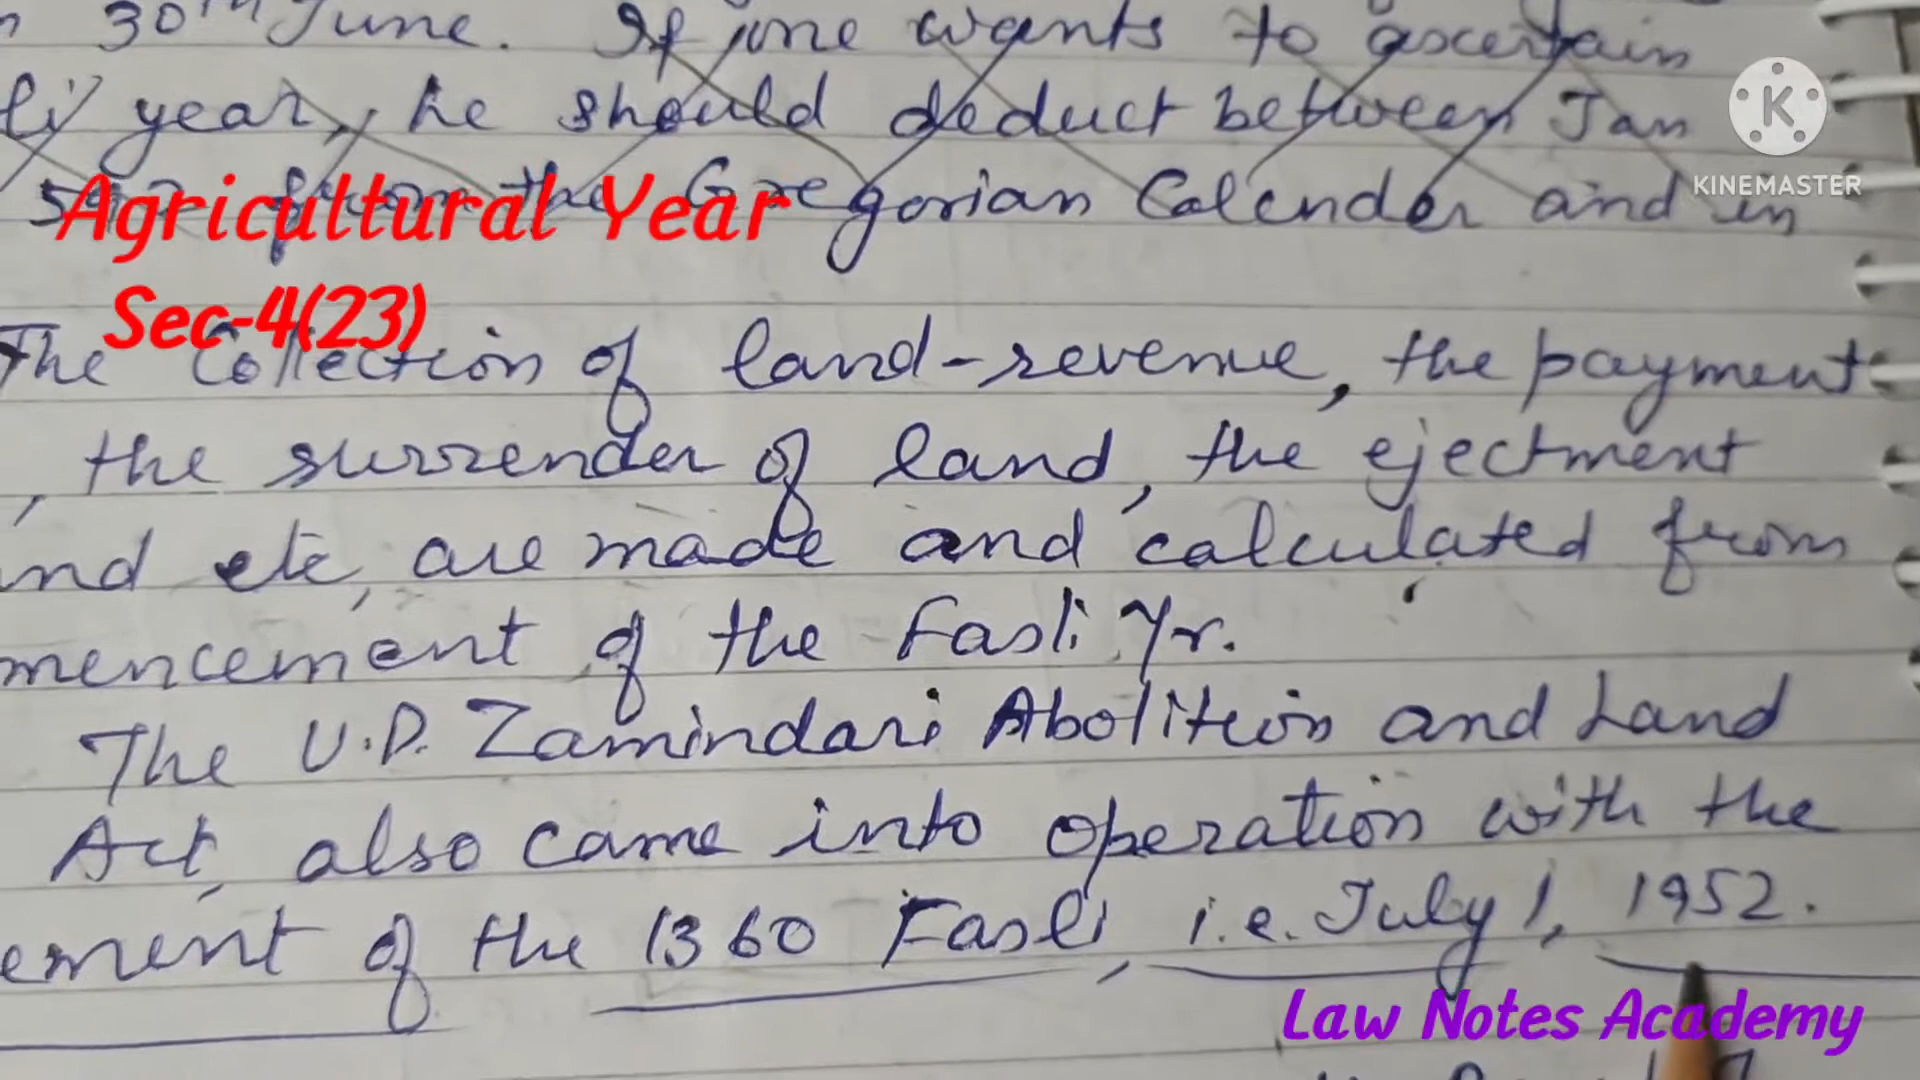 30th June. If one wants to ascertain
li year, he should deduct between Jan
from the Gregorian Calender and in
Agricultural Year
Sec-4(23)
The Collection of land-revenue, the payment
, the surrender of land, the ejectment
nd etc, are made and calculated from
mencement of the Fasli Yr.
The U.P. Zamindari Abolition and Land
Act, also came into operation with the
ement of the 1360 Fasli, i.e. July 1, 1952.
K
KINEMASTER
Law Notes Academy